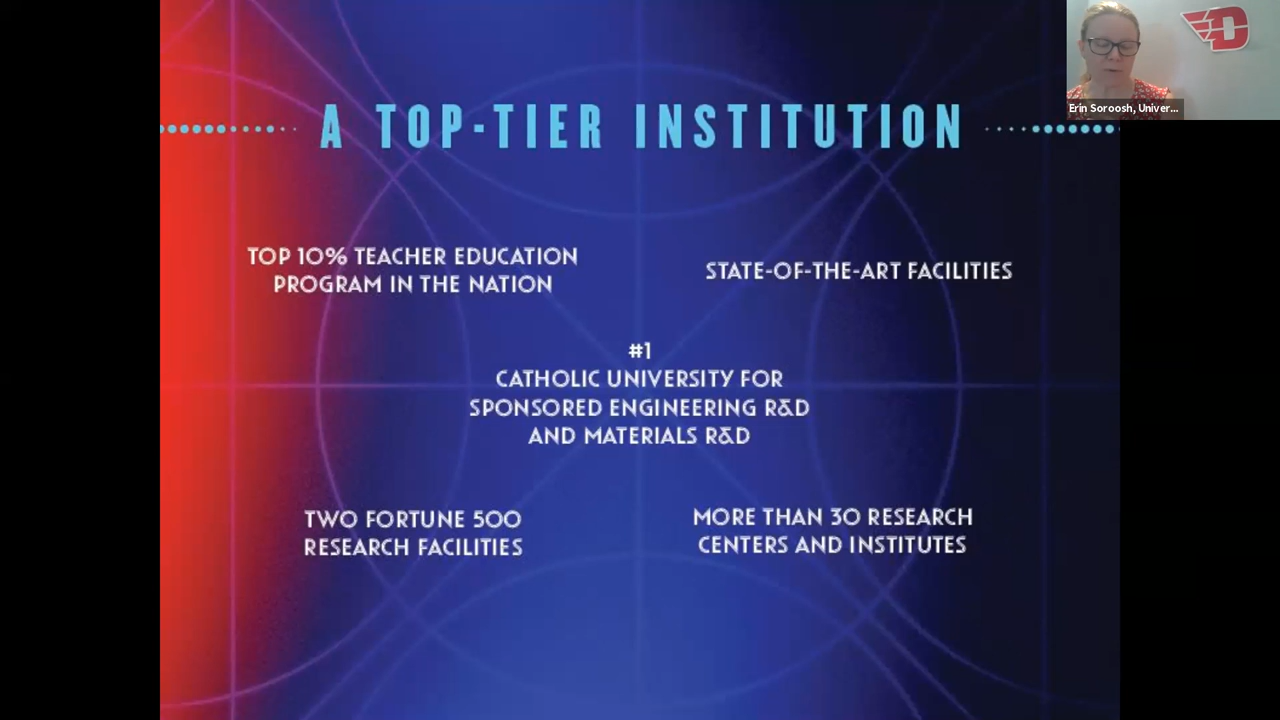 A TOP-TIER INSTITUTION
Erin Soroosh, Univer...
TOP 10% TEACHER EDUCATION
PROGRAM IN THE NATION
STATE-OF-THE-ART FACILITIES
#1
CATHOLIC UNIVERSITY FOR
SPONSORED ENGINEERING R&D
AND MATERIALS R&D
TWO FORTUNE 500
RESEARCH FACILITIES
MORE THAN 30 RESEARCH
CENTERS AND INSTITUTES
D